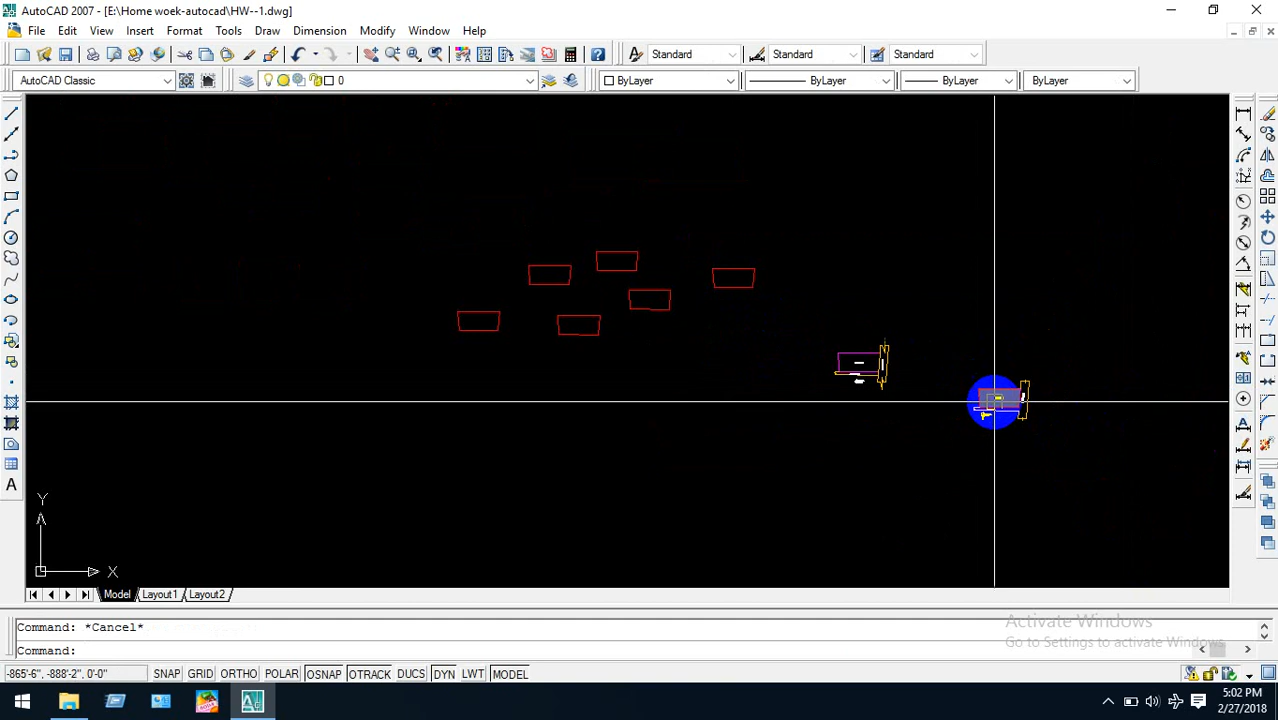 AutoCAD 2007 - [E:\Home woek-autocad\HW--1.dwg]
File Edit View Insert Format Tools Draw Dimension Modify Window Help
Standard Standard Standard
AutoCAD Classic 0 ByLayer ByLayer ByLayer ByLayer
Y
X
Model Layout1 Layout2
Command: *Cancel*
Command:
Activate Windows
Go to Settings to activate Windows.
-865'-6", -888'-2", 0'-0" SNAP GRID ORTHO POLAR OSNAP OTRACK DUCS DYN LWT MODEL
5:02 PM
2/27/2018